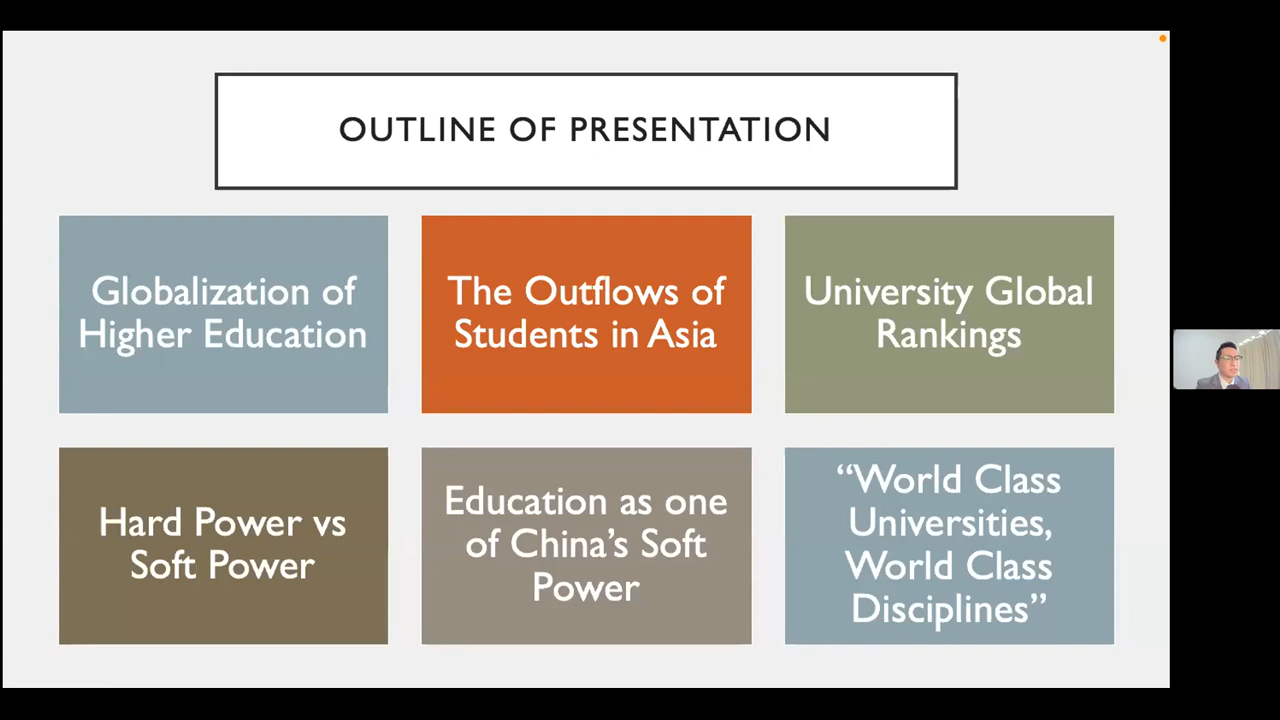 OUTLINE OF PRESENTATION
Globalization of
Higher Education
The Outflows of
Students in Asia
University Global
Rankings
Hard Power vs
Soft Power
Education as one
of China’s Soft
Power
“World Class
Universities,
World Class
Disciplines”